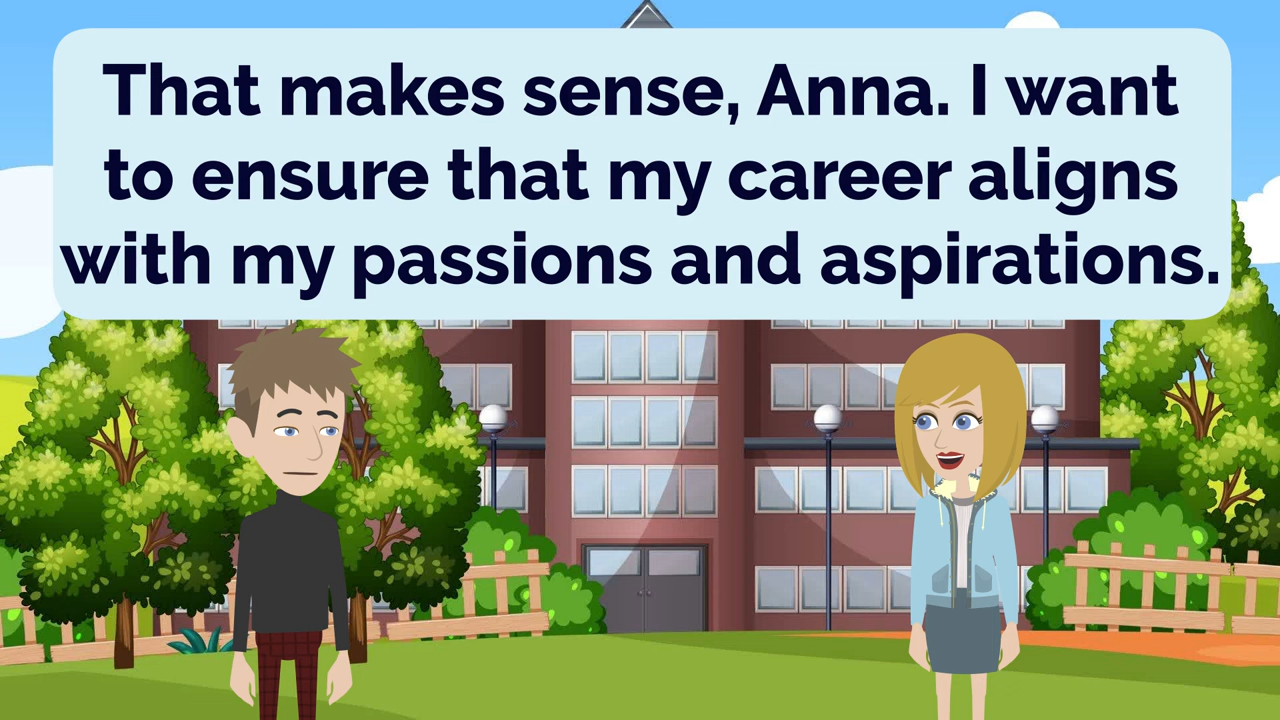 That makes sense, Anna. I want
to ensure that my career aligns
with my passions and aspirations.